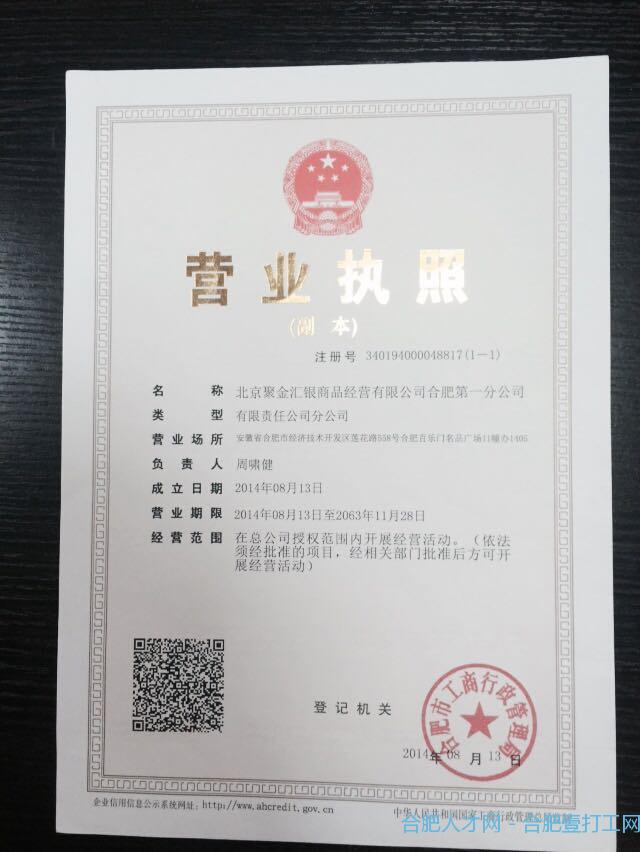 营业执照
(副 本)
注册号 340194000048817(1-1)
名 称 北京聚金汇银商品经营有限公司合肥第一分公司
类 型 有限责任公司分公司
营业场所 安徽省合肥市经济技术开发区莲花路558号合肥百乐门名品广场11幢办1405
负 责 人 周啸健
成立日期 2014年08月13日
营业期限 2014年08月13日至2063年11月28日
经营范围 在总公司授权范围内开展经营活动。（依法
须经批准的项目，经相关部门批准后方可开
展经营活动）
合肥市工商行政管理局
登记机关
2014年08月13日
企业信用信息公示系统网址：http://www.ahcredit.gov.cn
中华人民共和国国家工商行政管理总局监制
合肥人才网 - 合肥壹打工网